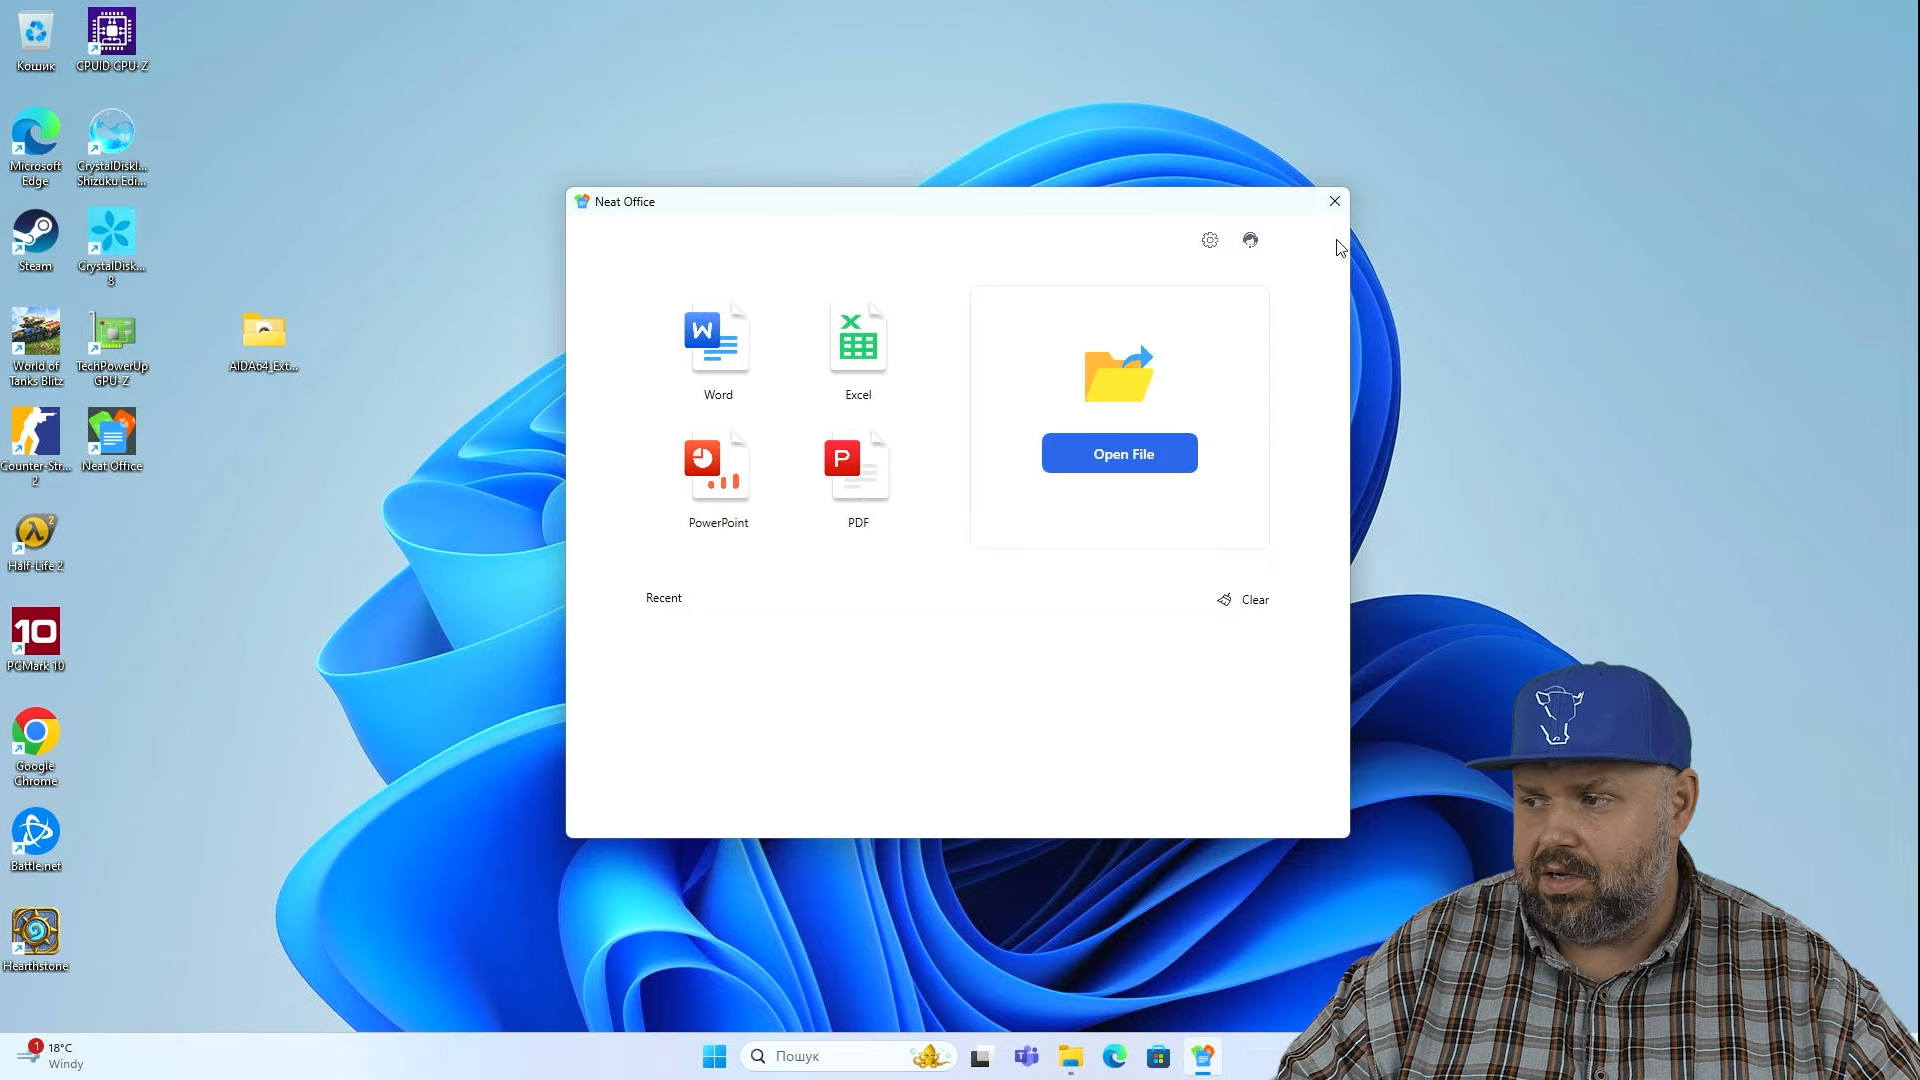 Кошик
CPUID CPU-Z
Microsoft
Edge
CrystalDiskI...
Shizuku Edi...
Steam
CrystalDisk...
8
World of
Tanks Blitz
TechPowerUp
GPU-Z
AIDA64_Ext...
Counter-Str...
2
Neat Office
Half-Life 2
10
PCMark 10
Google
Chrome
Battle.net
Hearthstone
Neat Office
W
Word
X
Excel
PowerPoint
P
PDF
Open File
Recent
Clear
1
18°C
Windy
Пошук